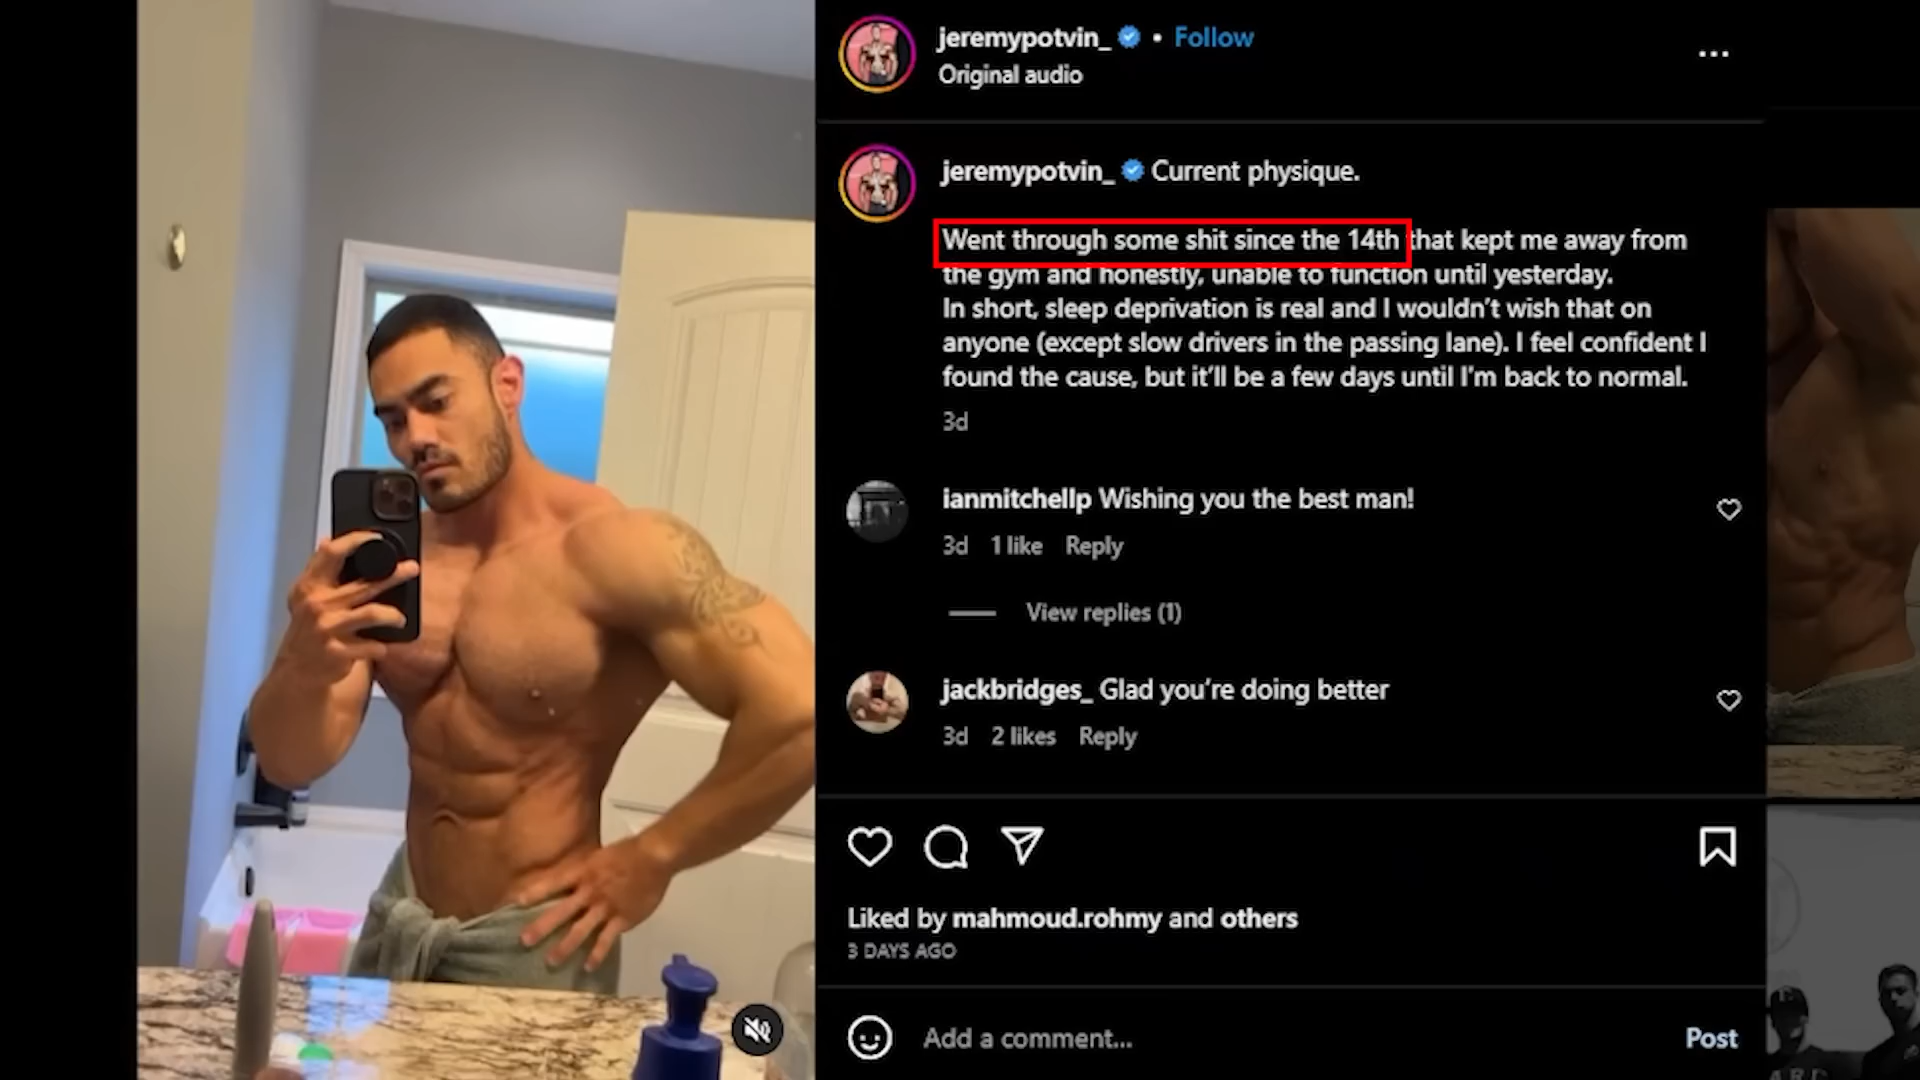 jeremypotvin_ • Follow
Original audio
jeremypotvin_ Current physique.
Went through some shit since the 14th that kept me away from
the gym and honestly, unable to function until yesterday.
In short, sleep deprivation is real and I wouldn't wish that on
anyone (except slow drivers in the passing lane). I feel confident I
found the cause, but it'll be a few days until I'm back to normal.
3d
ianmitchellp Wishing you the best man!
3d 1 like Reply
View replies (1)
jackbridges_ Glad you're doing better
3d 2 likes Reply
Liked by mahmoud.rohmy and others
3 DAYS AGO
Add a comment... Post